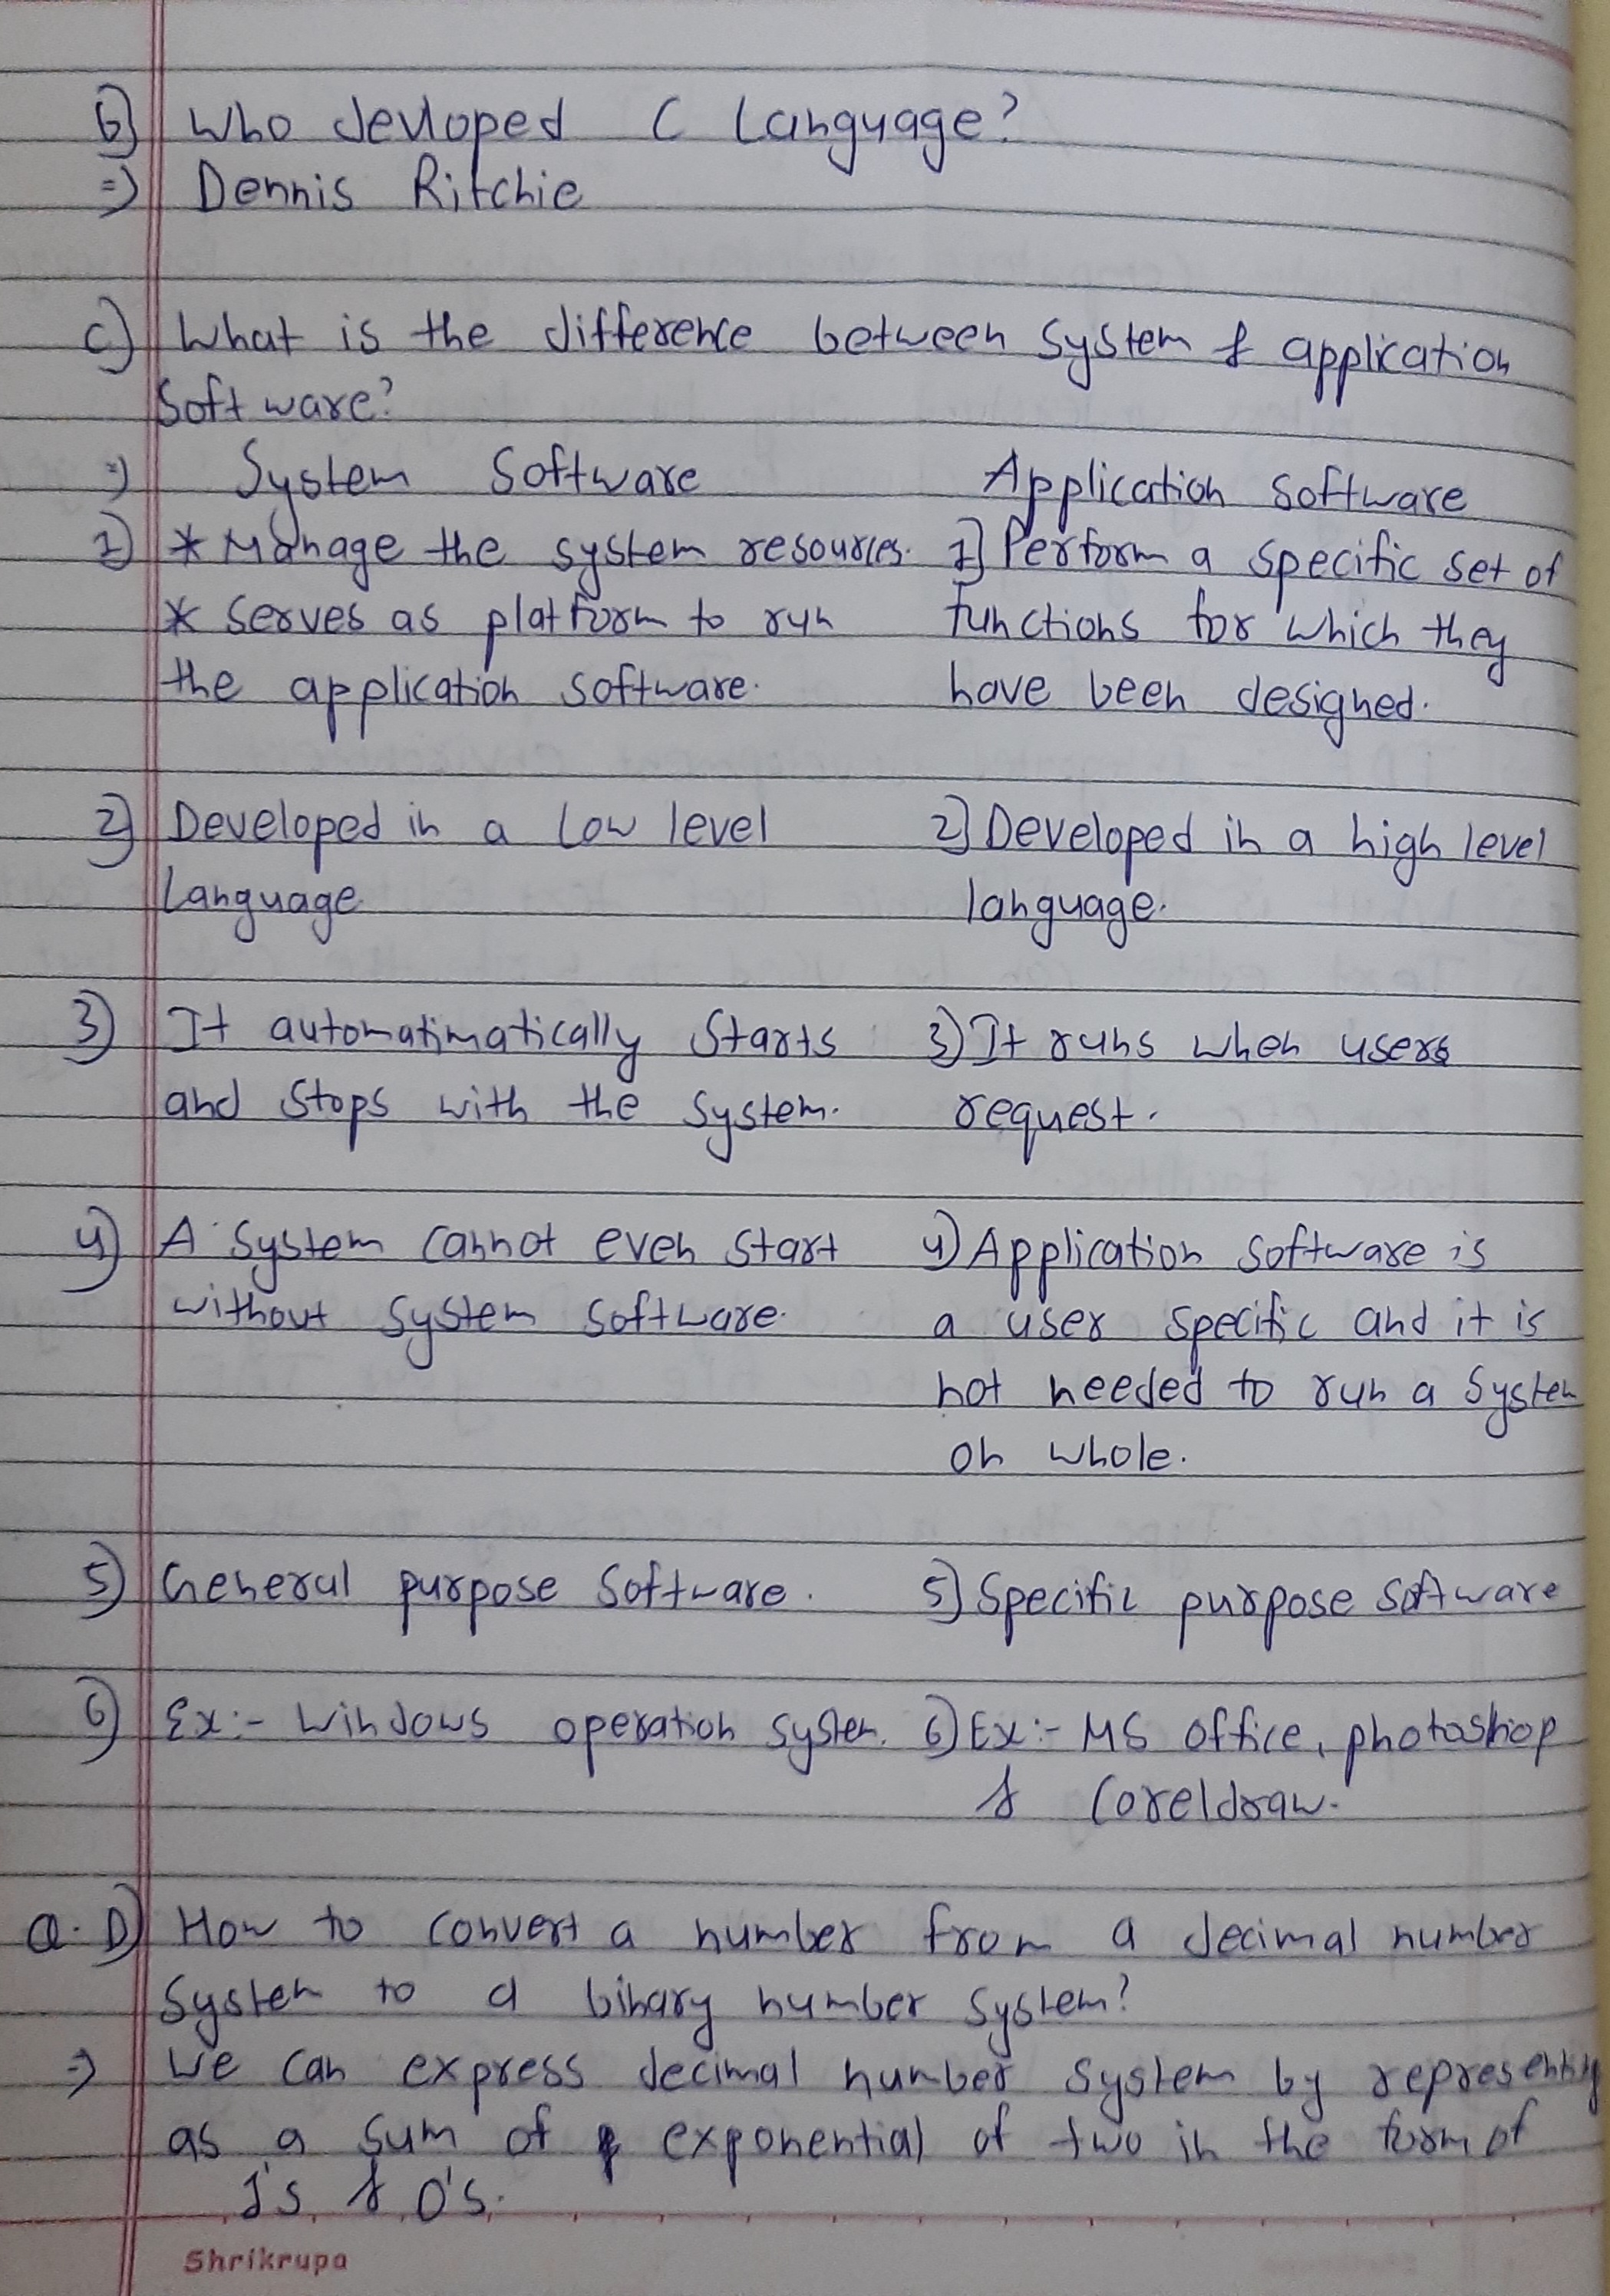 B) Who devloped C Language?
=) Dennis Ritchie
C) What is the difference between System & application
Software?
=) System Software Application Software
1) * Manage the system resources. 1] Perform a specific set of
* Serves as platform to run functions for which they
the application software. have been designed.
2) Developed in a low level 2] Developed in a high level
Language. language.
3) It automatimatically Starts 3) It runs when users
and Stops with the System. request.
4) A System Cannot even Start 4) Application Software is
without System Software. a user specific and it is
not needed to run a System
on whole.
5) General purpose Software. 5] Specific purpose software
6) Ex:- Windows operation System. 6) Ex:- MS office, photoshop
& Coreldraw.
Q. D) How to convert a number from a decimal number
System to a binary number System?
=) We can express decimal number System by representing
as a sum of exponential of two in the form of
1's & 0's.
Shrikrupa